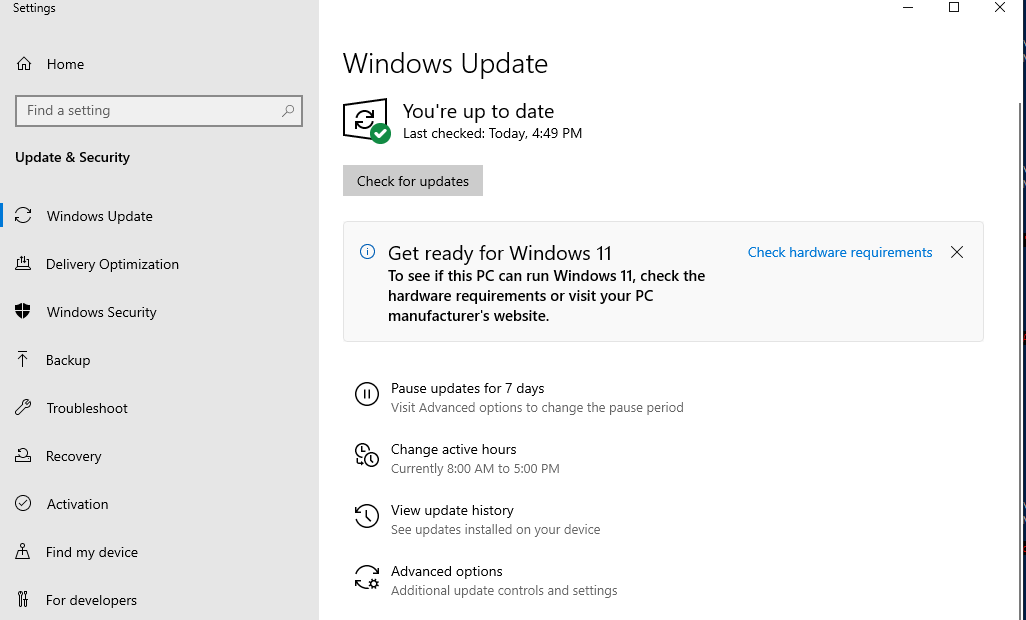 Settings
Home
Find a setting
Update & Security
Windows Update
Delivery Optimization
Windows Security
Backup
Troubleshoot
Recovery
Activation
Find my device
For developers
Windows Update
You're up to date
Last checked: Today, 4:49 PM
Check for updates
Get ready for Windows 11
Check hardware requirements
To see if this PC can run Windows 11, check the
hardware requirements or visit your PC
manufacturer's website.
Pause updates for 7 days
Visit Advanced options to change the pause period
Change active hours
Currently 8:00 AM to 5:00 PM
View update history
See updates installed on your device
Advanced options
Additional update controls and settings